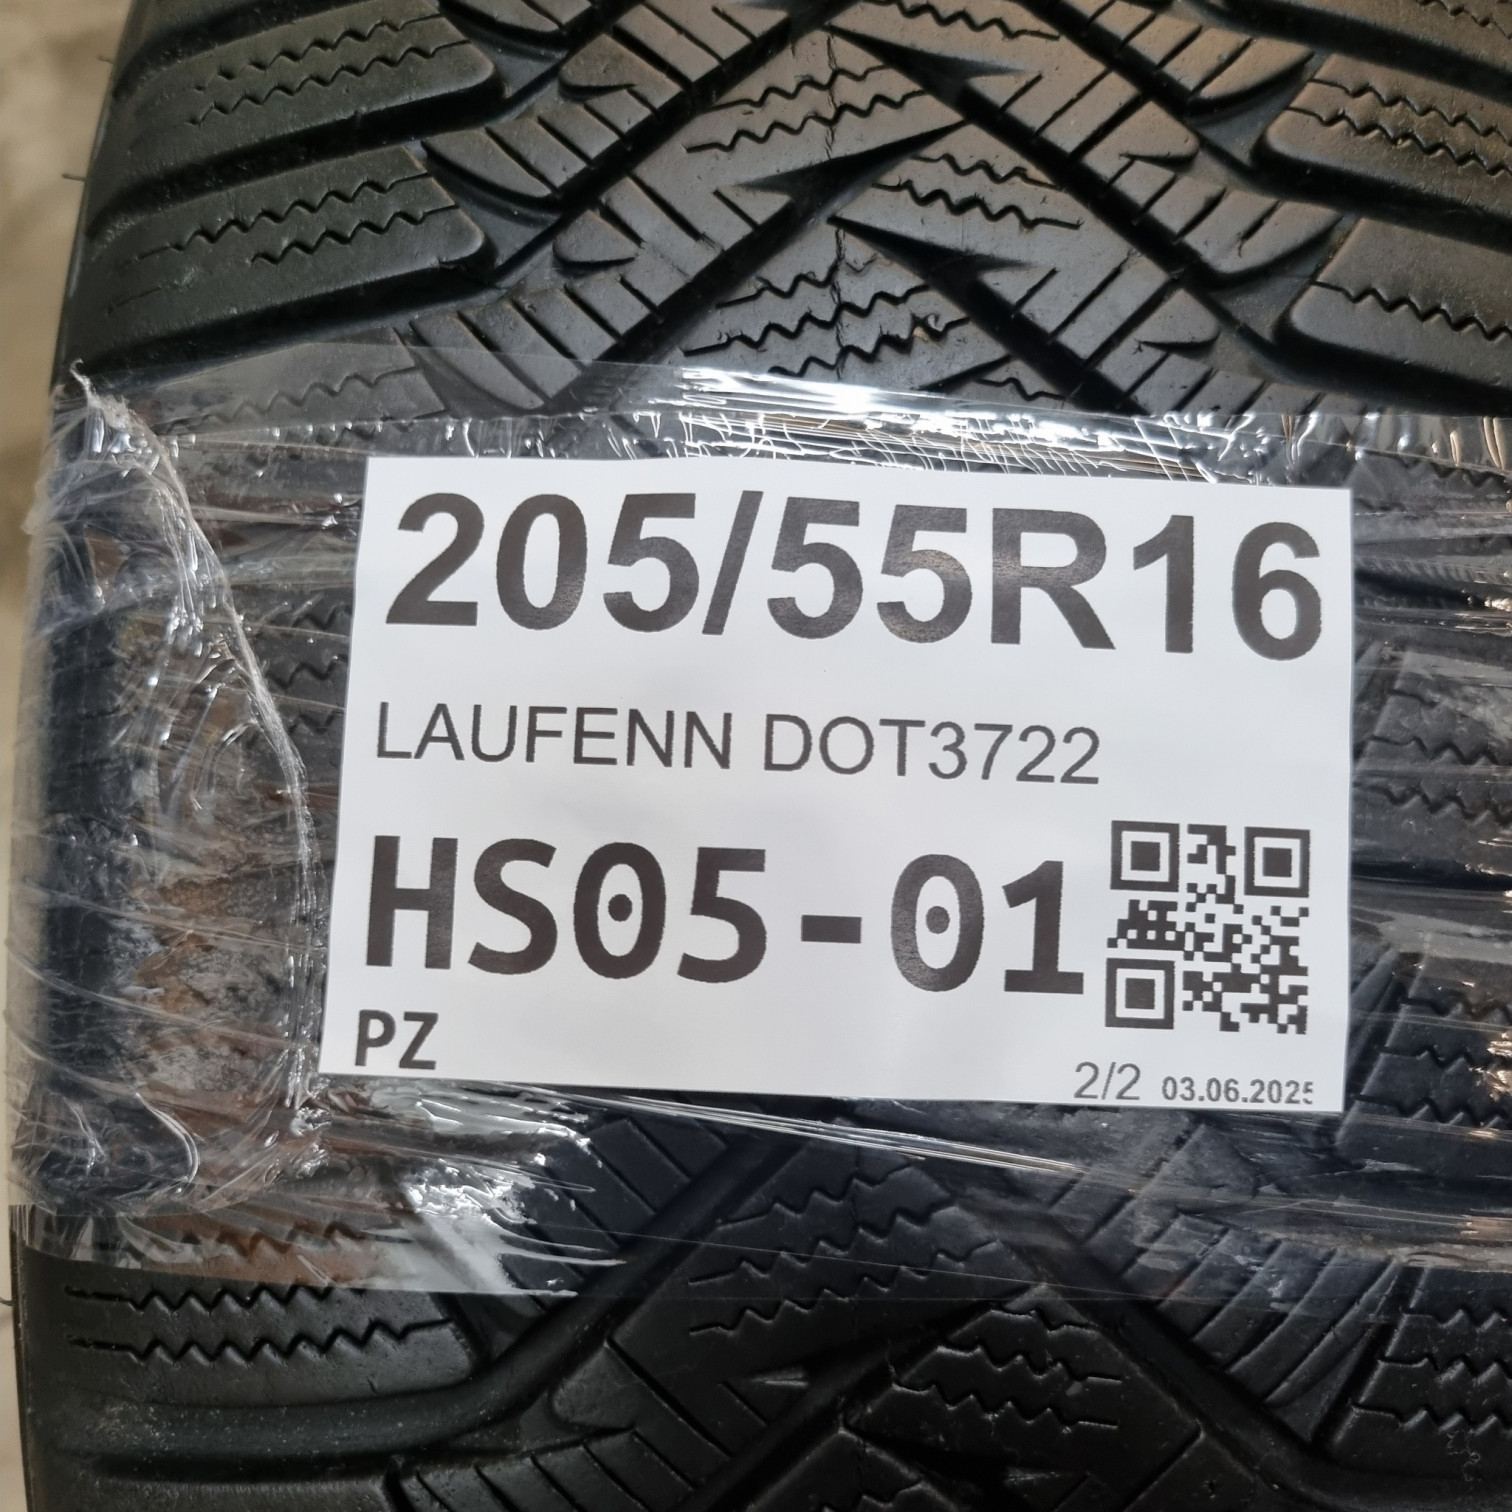 205/55R16
LAUFENN DOT3722
HS05-01
PZ
2/2 03.06.2025